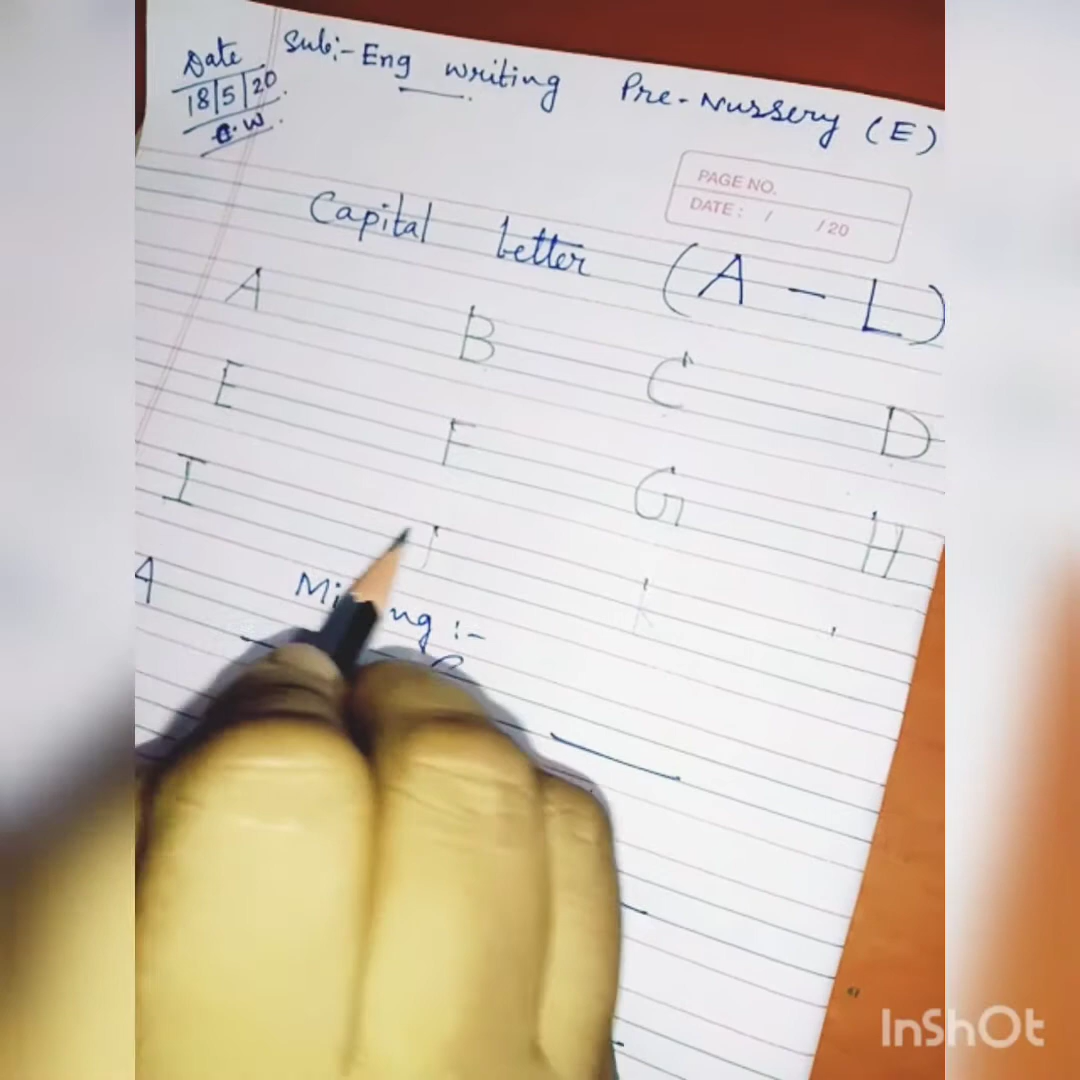 Date Sub:- Eng writing Pre-Nursery (E)
18/5/20
C.W.
PAGE NO.
DATE: / /20
Capital letter (A - L)
A B C D
E F G H
I J K
A
:-
InShOt